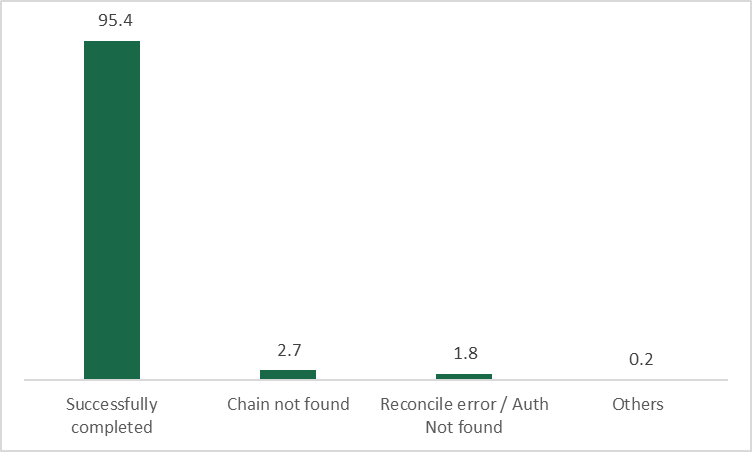 95.4
2.7
1.8
0.2
Successfully
completed
Chain not found
Reconcile error / Auth
Not found
Others